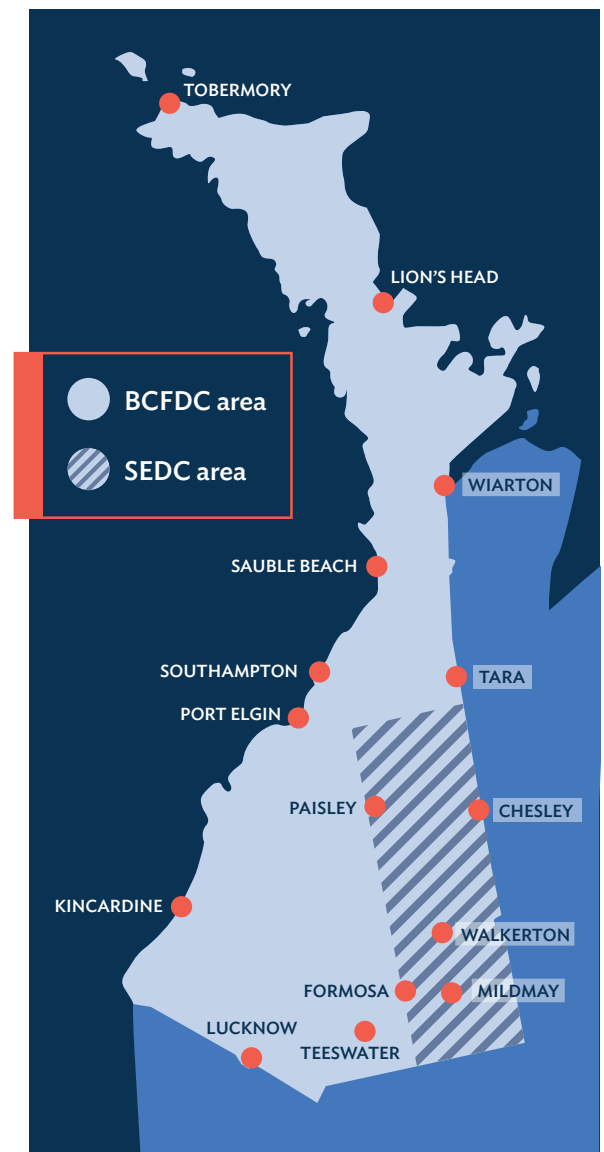 TOBERMORY
LION'S HEAD
BCFDC area
SEDC area
WIARTON
SAUBLE BEACH
SOUTHAMPTON
TARA
PORT ELGIN
PAISLEY
CHESLEY
KINCARDINE
WALKERTON
FORMOSA
MILDMAY
LUCKNOW
TEESWATER